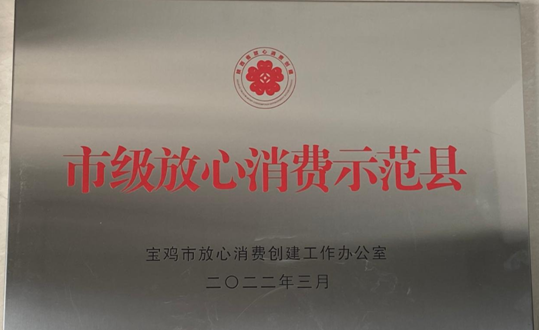 市级放心消费示范县
宝鸡市放心消费创建工作办公室
二〇二二年三月